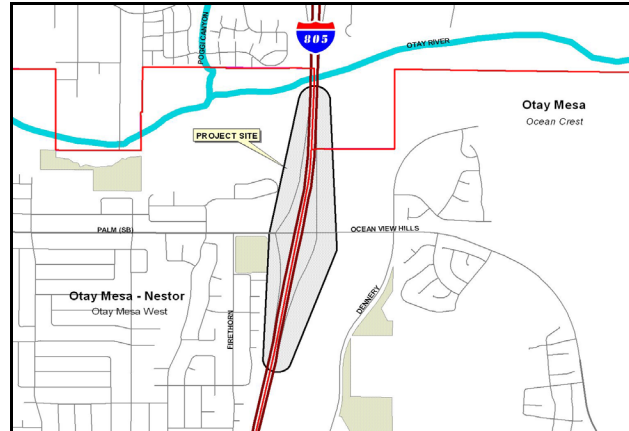 POGGI CANYON
805
OTAY RIVER
Otay Mesa
Ocean Crest
PROJECT SITE
PALM (SB)
OCEAN VIEW HILLS
Otay Mesa - Nestor
Otay Mesa West
FIRETHORN
DENNERY